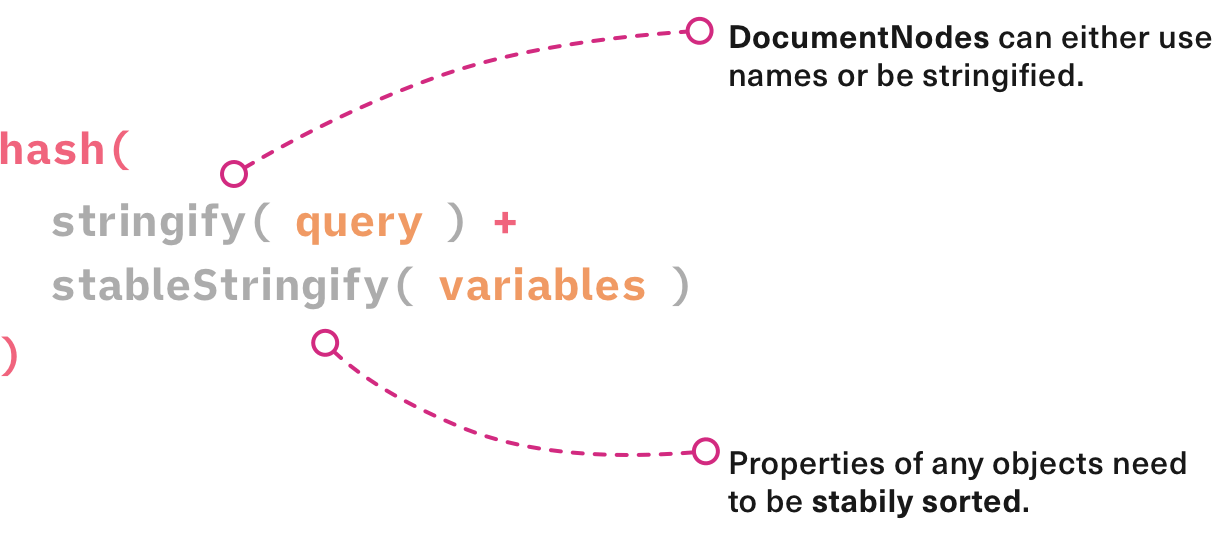 DocumentNodes can either use
names or be stringified.
hash(
stringify( query ) +
stableStringify( variables )
)
Properties of any objects need
to be stabily sorted.